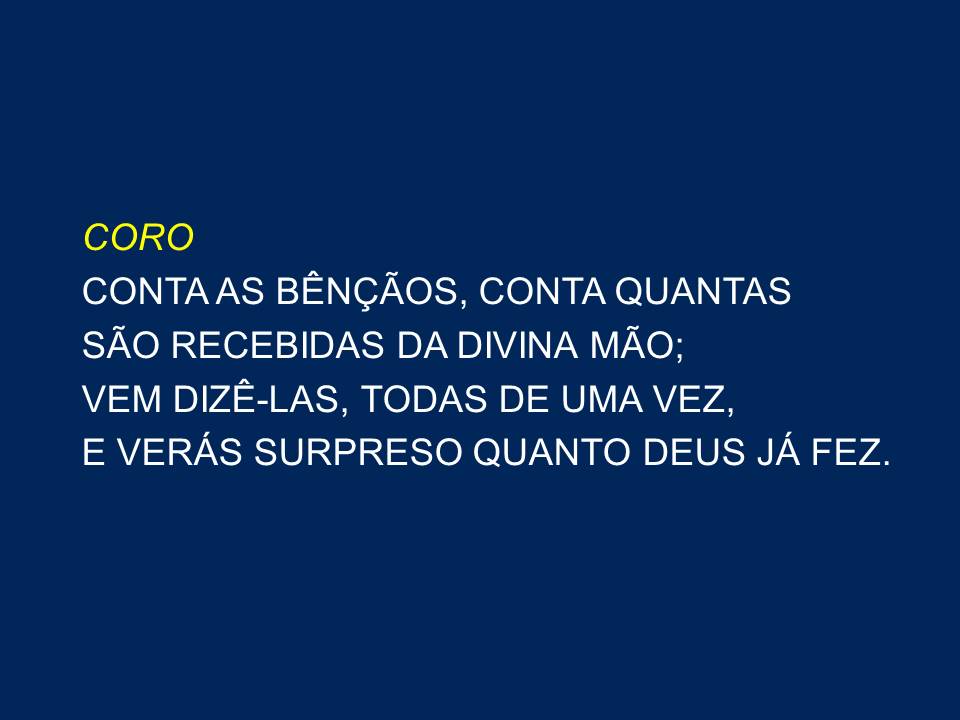 CORO
CONTA AS BÊNÇÃOS, CONTA QUANTAS
SÃO RECEBIDAS DA DIVINA MÃO;
VEM DIZÊ-LAS, TODAS DE UMA VEZ,
E VERÁS SURPRESO QUANTO DEUS JÁ FEZ.